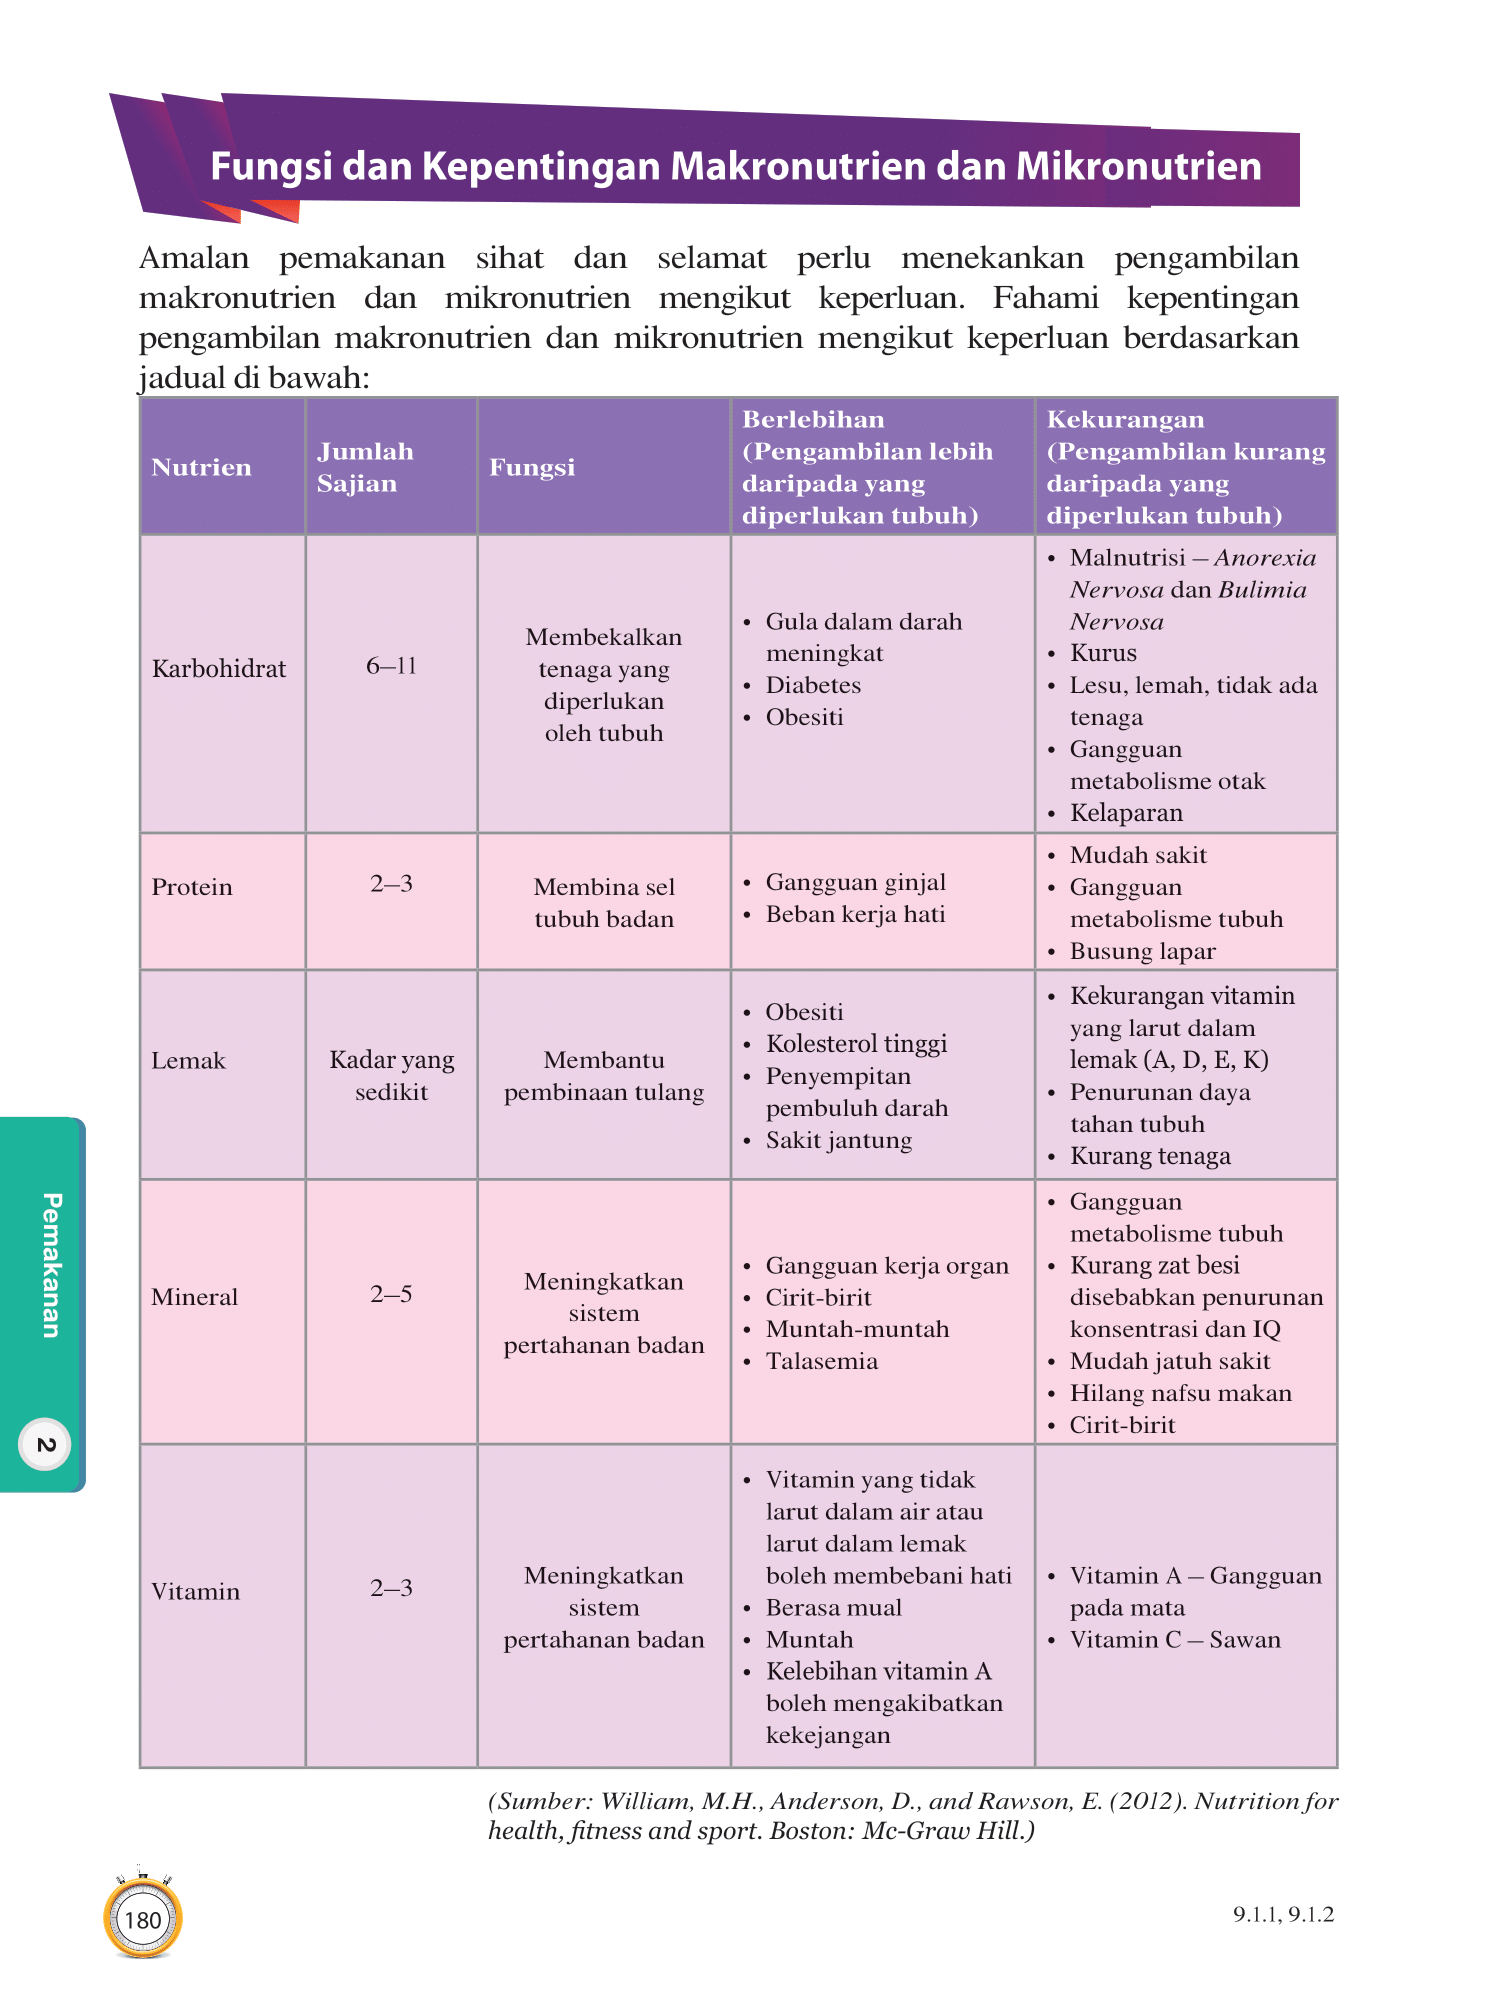 Fungsi dan Kepentingan Makronutrien dan Mikronutrien
Amalan pemakanan sihat dan selamat perlu menekankan pengambilan
makronutrien dan mikronutrien mengikut keperluan. Fahami kepentingan
pengambilan makronutrien dan mikronutrien mengikut keperluan berdasarkan
jadual di bawah:
Nutrien
Jumlah
Sajian
Fungsi
Berlebihan
(Pengambilan lebih
daripada yang
diperlukan tubuh)
Kekurangan
(Pengambilan kurang
daripada yang
diperlukan tubuh)
Karbohidrat
6–11
Membekalkan
tenaga yang
diperlukan
oleh tubuh
• Gula dalam darah
meningkat
• Diabetes
• Obesiti
• Malnutrisi – Anorexia
Nervosa dan Bulimia
Nervosa
• Kurus
• Lesu, lemah, tidak ada
tenaga
• Gangguan
metabolisme otak
• Kelaparan
Protein
2–3
Membina sel
tubuh badan
• Gangguan ginjal
• Beban kerja hati
• Mudah sakit
• Gangguan
metabolisme tubuh
• Busung lapar
Lemak
Kadar yang
sedikit
Membantu
pembinaan tulang
• Obesiti
• Kolesterol tinggi
• Penyempitan
pembuluh darah
• Sakit jantung
• Kekurangan vitamin
yang larut dalam
lemak (A, D, E, K)
• Penurunan daya
tahan tubuh
• Kurang tenaga
Mineral
2–5
Meningkatkan
sistem
pertahanan badan
• Gangguan kerja organ
• Cirit-birit
• Muntah-muntah
• Talasemia
• Gangguan
metabolisme tubuh
• Kurang zat besi
disebabkan penurunan
konsentrasi dan IQ
• Mudah jatuh sakit
• Hilang nafsu makan
• Cirit-birit
Vitamin
2–3
Meningkatkan
sistem
pertahanan badan
• Vitamin yang tidak
larut dalam air atau
larut dalam lemak
boleh membebani hati
• Berasa mual
• Muntah
• Kelebihan vitamin A
boleh mengakibatkan
kekejangan
• Vitamin A – Gangguan
pada mata
• Vitamin C – Sawan
(Sumber: William, M.H., Anderson, D., and Rawson, E. (2012). Nutrition for
health, fitness and sport. Boston: Mc-Graw Hill.)
Pemakanan
2
180
9.1.1, 9.1.2